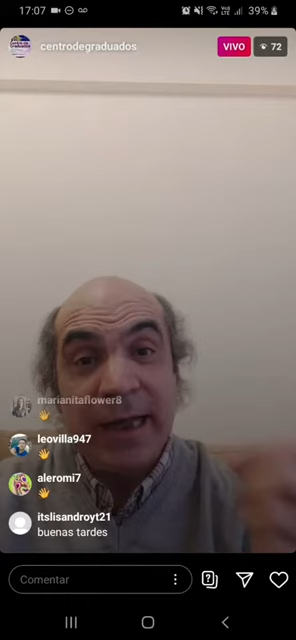 17:07
39%
centrodegraduados
VIVO
72
marianitaflower8
👋
leovilla947
👋
aleromi7
👋
itslisandroyt21
buenas tardes
Comentar